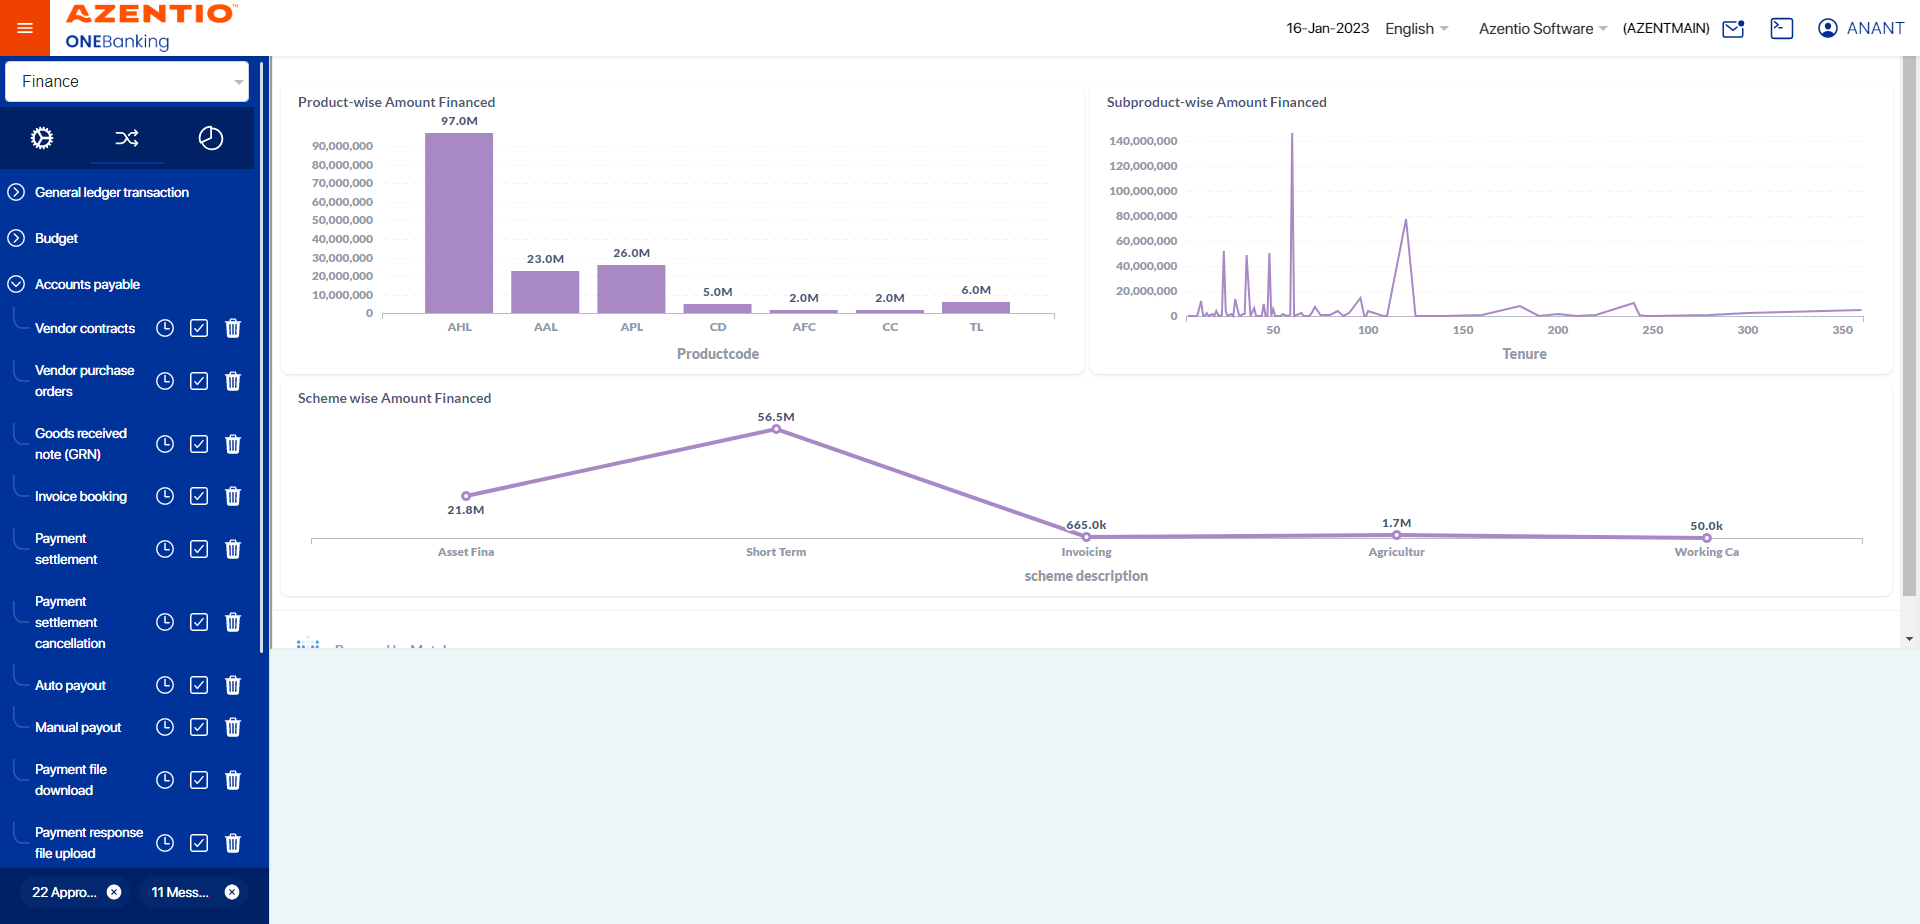 AZENTIO™
ONEBanking
16-Jan-2023
English
Azentio Software
(AZENTMAIN)
ANANT
Finance
General ledger transaction
Budget
Accounts payable
Vendor contracts
Vendor purchase
orders
Goods received
note (GRN)
Invoice booking
Payment
settlement
Payment
settlement
cancellation
Auto payout
Manual payout
Payment file
download
Payment response
file upload
22 Appro...
11 Mess...
Product-wise Amount Financed
97.0M
90,000,000
80,000,000
70,000,000
60,000,000
50,000,000
40,000,000
30,000,000
20,000,000
10,000,000
0
23.0M
26.0M
5.0M
2.0M
2.0M
6.0M
AHL
AAL
APL
CD
AFC
CC
TL
Productcode
Subproduct-wise Amount Financed
140,000,000
120,000,000
100,000,000
80,000,000
60,000,000
40,000,000
20,000,000
0
50
100
150
200
250
300
350
Tenure
Scheme wise Amount Financed
56.5M
21.8M
665.0k
1.7M
50.0k
Asset Fina
Short Term
Invoicing
Agricultur
Working Ca
scheme description